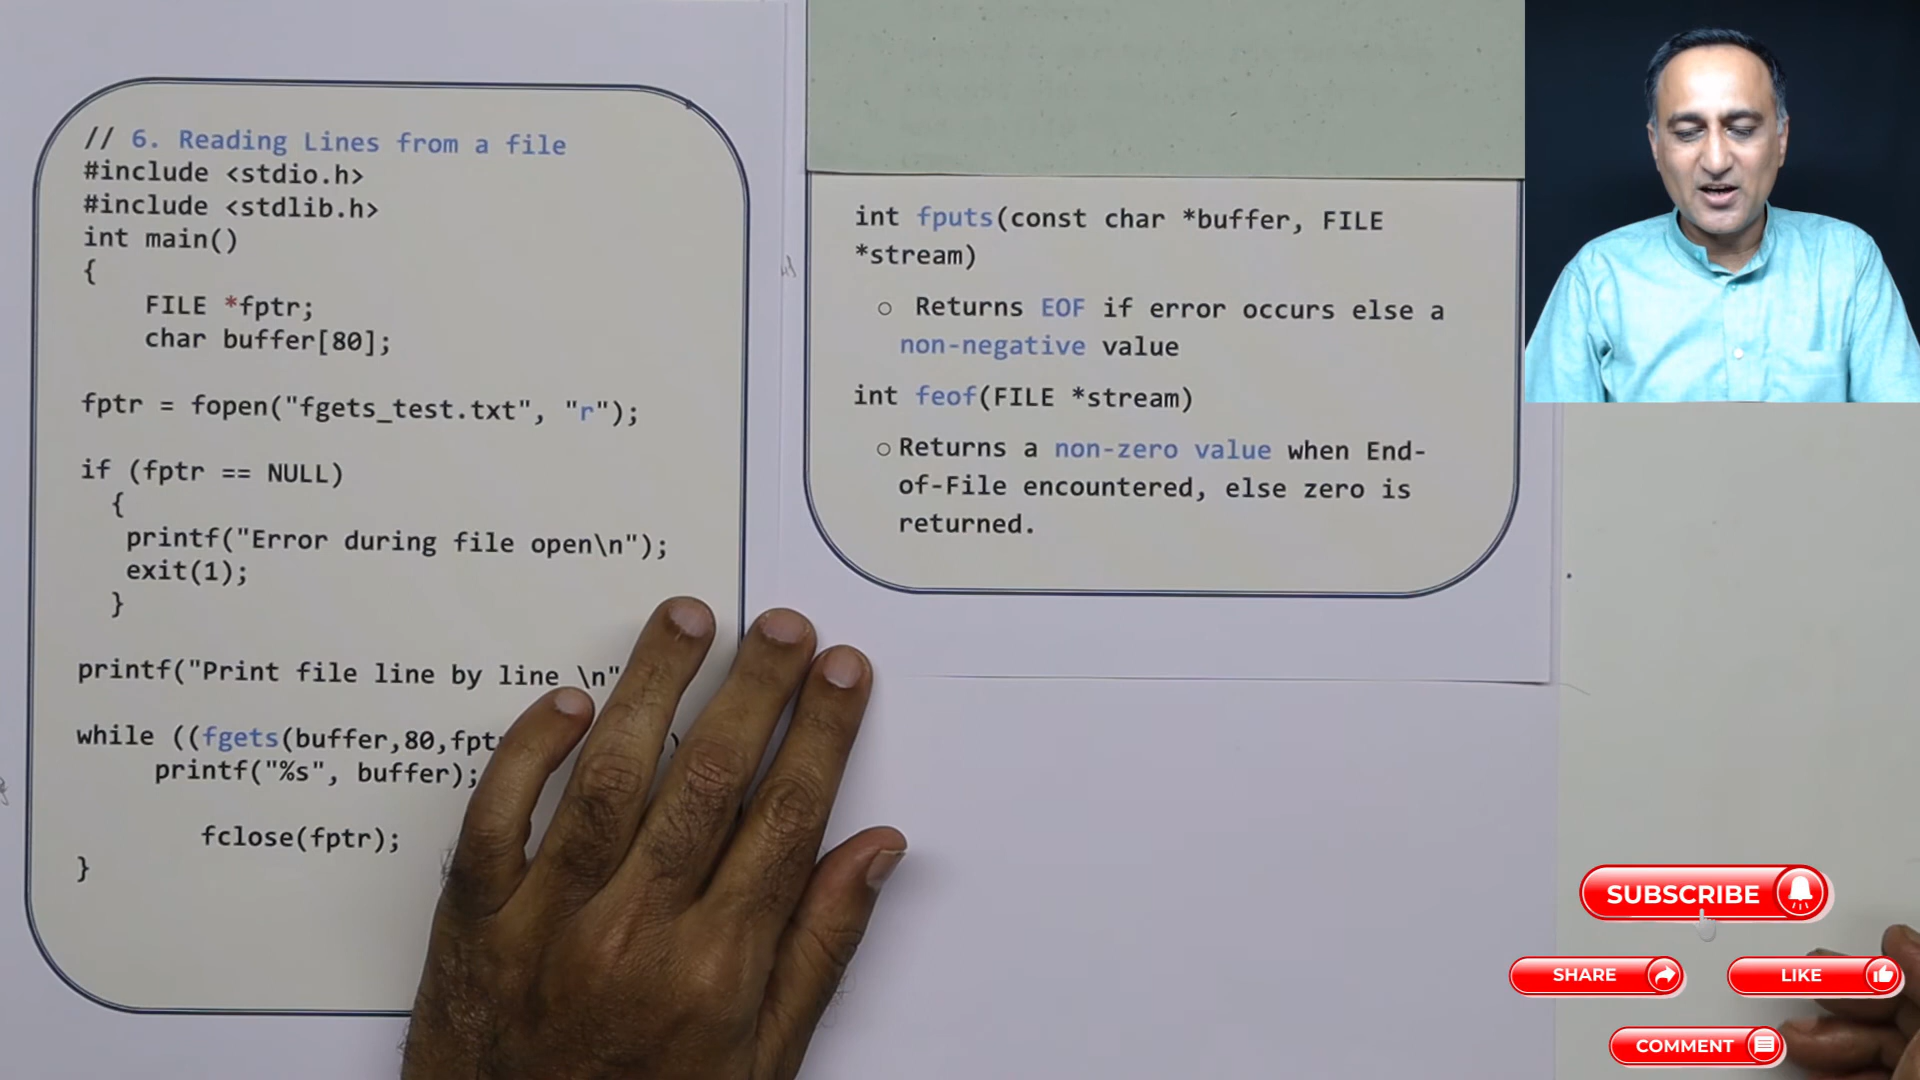 // 6. Reading Lines from a file
#include <stdio.h>
#include <stdlib.h>
int main()
{
FILE *fptr;
char buffer[80];
fptr = fopen("fgets_test.txt", "r");
if (fptr == NULL)
{
printf("Error during file open\n");
exit(1);
}
printf("Print file line by line \n"
while ((fgets(buffer,80,fpt
printf("%s", buffer);
fclose(fptr);
}
int fputs(const char *buffer, FILE
*stream)
○ Returns EOF if error occurs else a
non-negative value
int feof(FILE *stream)
○ Returns a non-zero value when End-
of-File encountered, else zero is
returned.
SUBSCRIBE
SHARE
LIKE
COMMENT